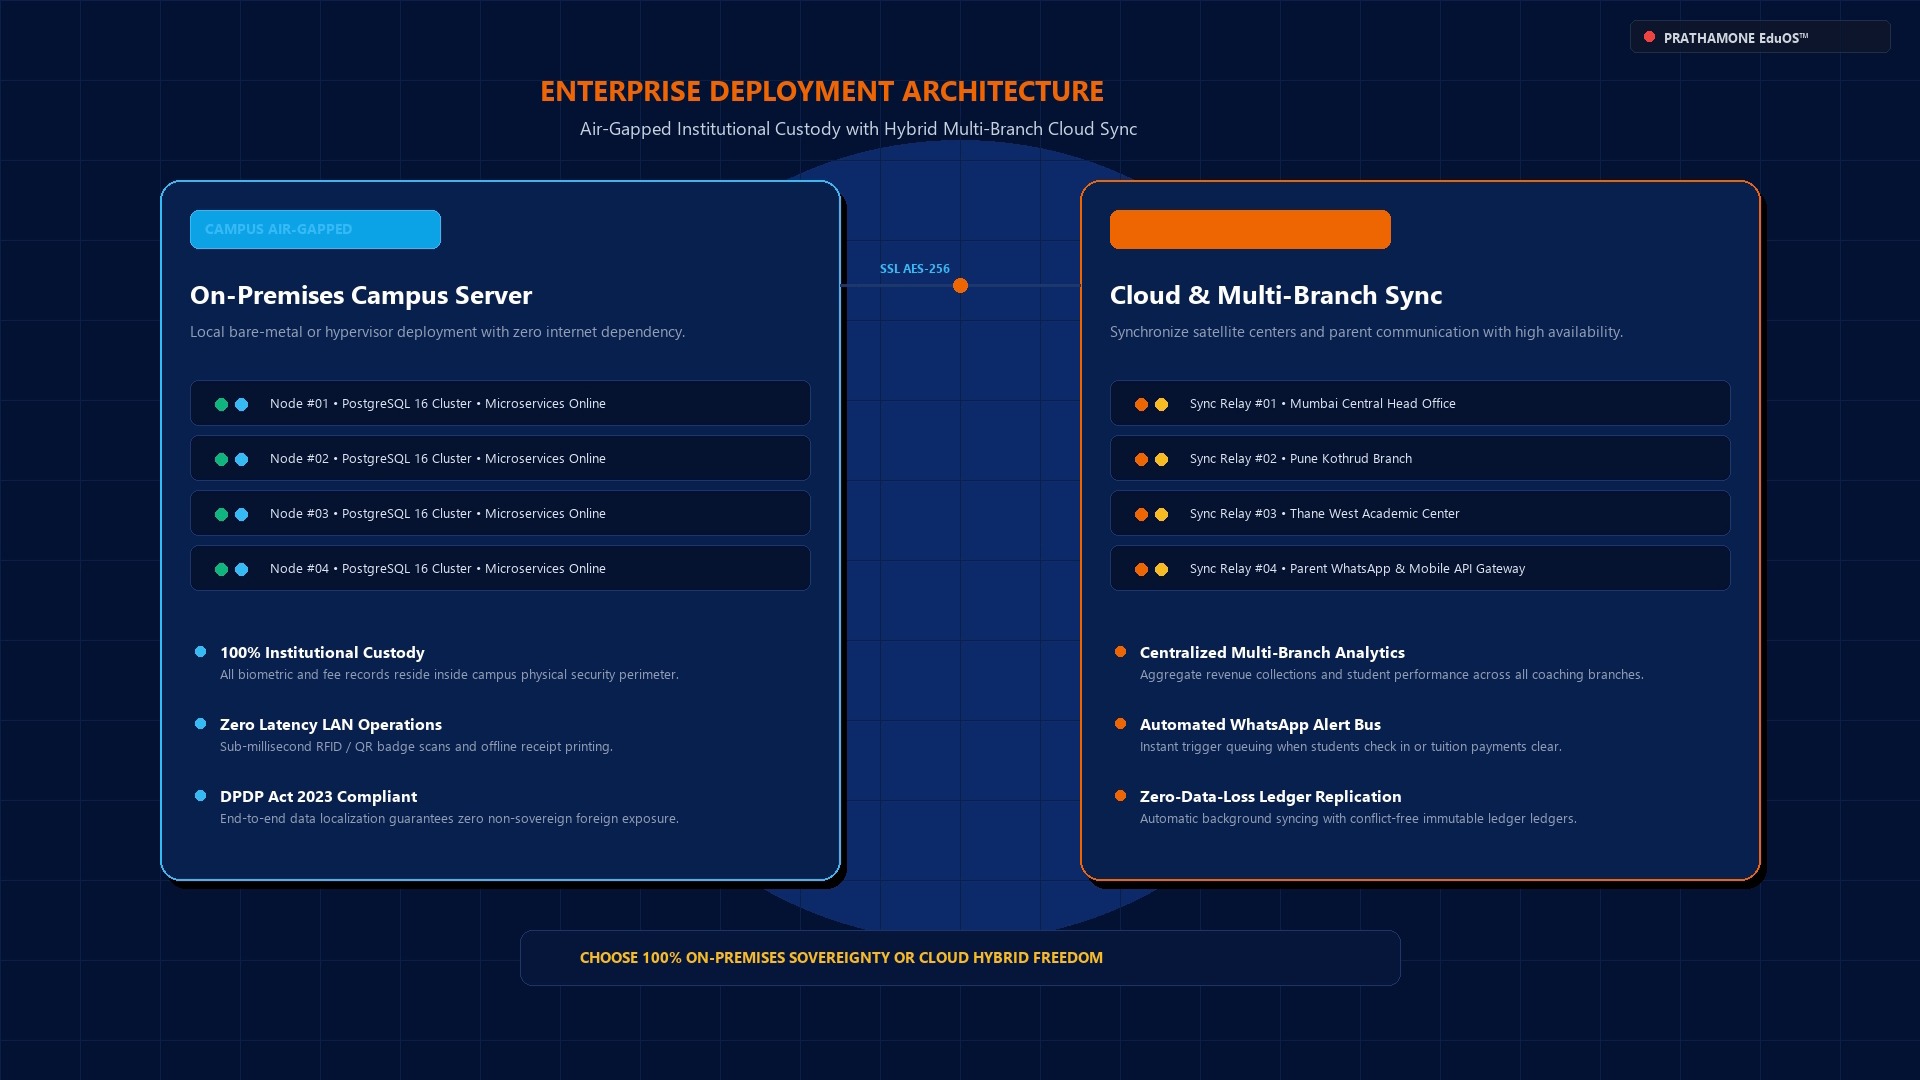 PRATHAMONE EduOS™
ENTERPRISE DEPLOYMENT ARCHITECTURE
Air-Gapped Institutional Custody with Hybrid Multi-Branch Cloud Sync
CAMPUS AIR-GAPPED
On-Premises Campus Server
Local bare-metal or hypervisor deployment with zero internet dependency.
Node #01 • PostgreSQL 16 Cluster • Microservices Online
Node #02 • PostgreSQL 16 Cluster • Microservices Online
Node #03 • PostgreSQL 16 Cluster • Microservices Online
Node #04 • PostgreSQL 16 Cluster • Microservices Online
100% Institutional Custody
All biometric and fee records reside inside campus physical security perimeter.
Zero Latency LAN Operations
Sub-millisecond RFID / QR badge scans and offline receipt printing.
DPDP Act 2023 Compliant
End-to-end data localization guarantees zero non-sovereign foreign exposure.
SSL AES-256
Cloud & Multi-Branch Sync
Synchronize satellite centers and parent communication with high availability.
Sync Relay #01 • Mumbai Central Head Office
Sync Relay #02 • Pune Kothrud Branch
Sync Relay #03 • Thane West Academic Center
Sync Relay #04 • Parent WhatsApp & Mobile API Gateway
Centralized Multi-Branch Analytics
Aggregate revenue collections and student performance across all coaching branches.
Automated WhatsApp Alert Bus
Instant trigger queuing when students check in or tuition payments clear.
Zero-Data-Loss Ledger Replication
Automatic background syncing with conflict-free immutable ledger ledgers.
CHOOSE 100% ON-PREMISES SOVEREIGNTY OR CLOUD HYBRID FREEDOM